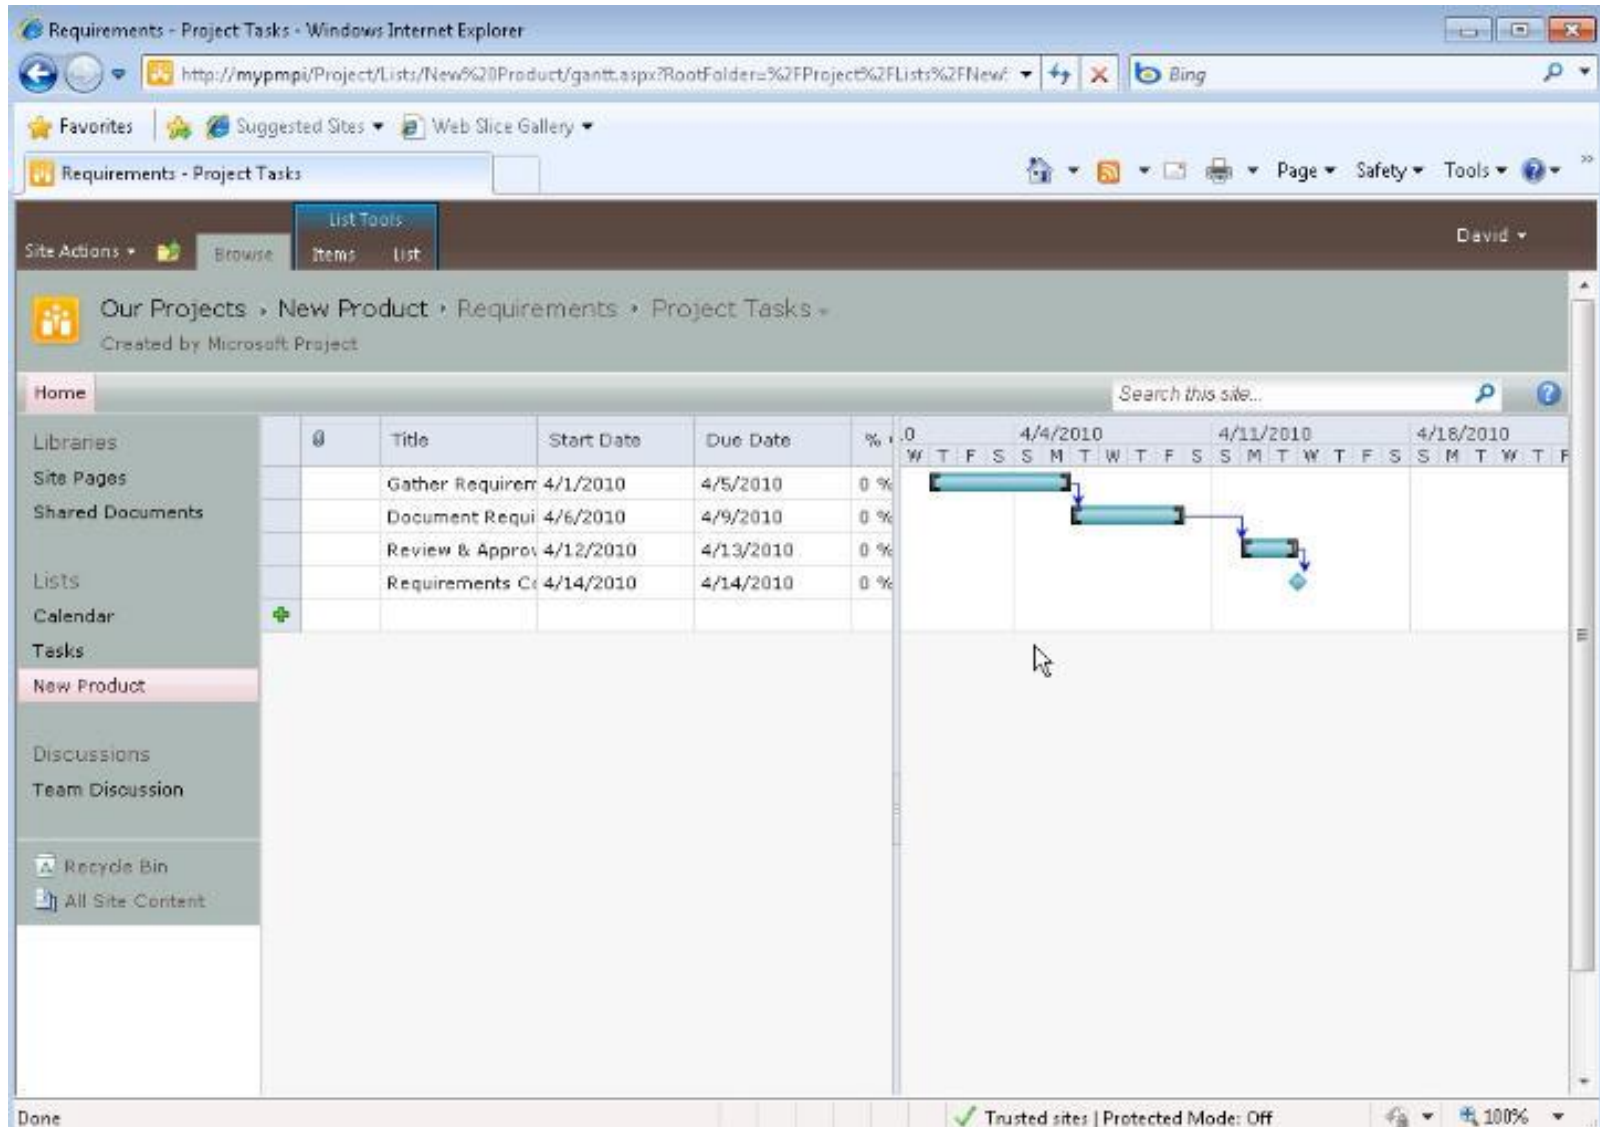 Requirements - Project Tasks - Windows Internet Explorer
http://mypmpi/Project/Lists/New%20Product/gantt.aspx?RootFolder=%2FProject%2FLists%2FNew%
Bing
Favorites Suggested Sites Web Slice Gallery
Requirements - Project Tasks
Page Safety Tools
List Tools
David
Site Actions Browse Items List
Our Projects New Product Requirements Project Tasks
Created by Microsoft Project
Home
Search this site...
Libraries
Site Pages
Shared Documents
Lists
Calendar
Tasks
New Product
Discussions
Team Discussion
Recycle Bin
All Site Content
Title Start Date Due Date %
.0 4/4/2010 4/11/2010 4/18/2010
W T F S S M T W T F S S M T W T F S S M T W T F
Gather Requirem 4/1/2010 4/5/2010 0 %
Document Requi 4/6/2010 4/9/2010 0 %
Review & Approv 4/12/2010 4/13/2010 0 %
Requirements Co 4/14/2010 4/14/2010 0 %
Done
Trusted sites | Protected Mode: Off
100%